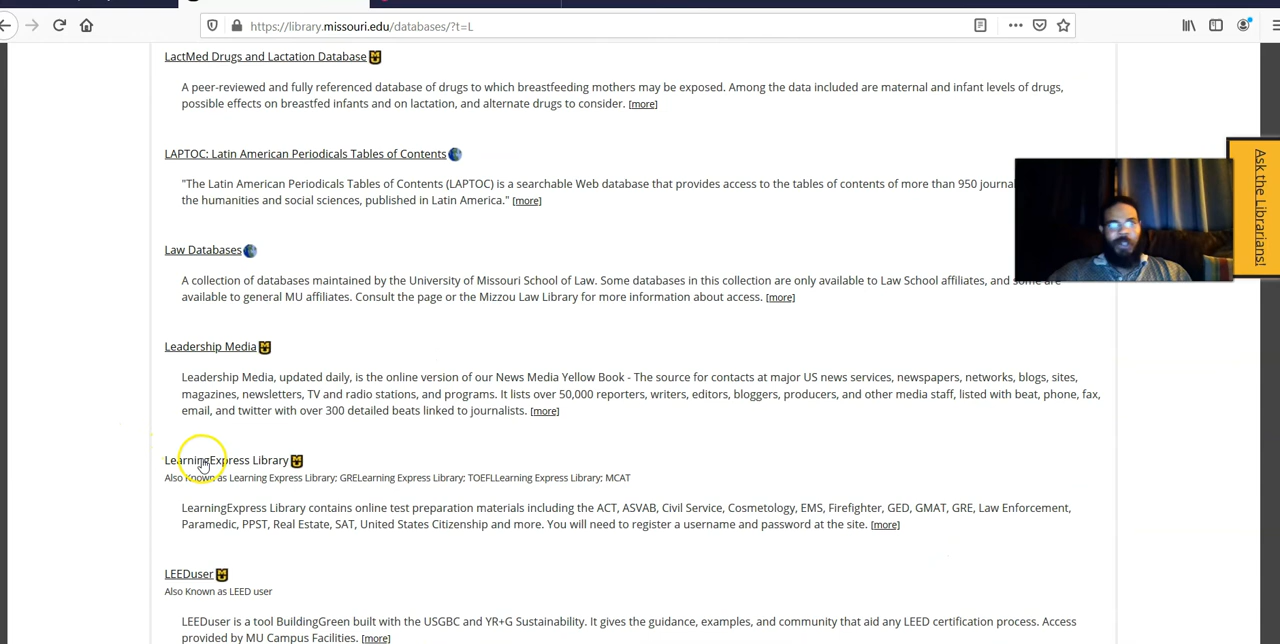 https://library.missouri.edu/databases/?t=L
LactMed Drugs and Lactation Database
A peer-reviewed and fully referenced database of drugs to which breastfeeding mothers may be exposed. Among the data included are maternal and infant levels of drugs,
possible effects on breastfed infants and on lactation, and alternate drugs to consider. [more]
LAPTOC: Latin American Periodicals Tables of Contents
"The Latin American Periodicals Tables of Contents (LAPTOC) is a searchable Web database that provides access to the tables of contents of more than 950
the humanities and social sciences, published in Latin America." [more]
Law Databases
A collection of databases maintained by the University of Missouri School of Law. Some databases in this collection are only available to Law School affiliates, and some are
available to general MU affiliates. Consult the page or the Mizzou Law Library for more information about access. [more]
Leadership Media
Leadership Media, updated daily, is the online version of our News Media Yellow Book - The source for contacts at major US news services, newspapers, networks, blogs, sites,
magazines, newsletters, TV and radio stations, and programs. It lists over 50,000 reporters, writers, editors, bloggers, producers, and other media staff, listed with beat, phone, fax,
email, and twitter with over 300 detailed beats linked to journalists. [more]
LearningExpress Library
Also Known as Learning Express Library; GRELearning Express Library; TOEFLLearning Express Library; MCAT
LearningExpress Library contains online test preparation materials including the ACT, ASVAB, Civil Service, Cosmetology, EMS, Firefighter, GED, GMAT, GRE, Law Enforcement,
Paramedic, PPST, Real Estate, SAT, United States Citizenship and more. You will need to register a username and password at the site. [more]
LEEDuser
Also Known as LEED user
LEEDuser is a tool BuildingGreen built with the USGBC and YR+G Sustainability. It gives the guidance, examples, and community that aid any LEED certification process. Access
provided by MU Campus Facilities. [more]
Ask the Librarians!